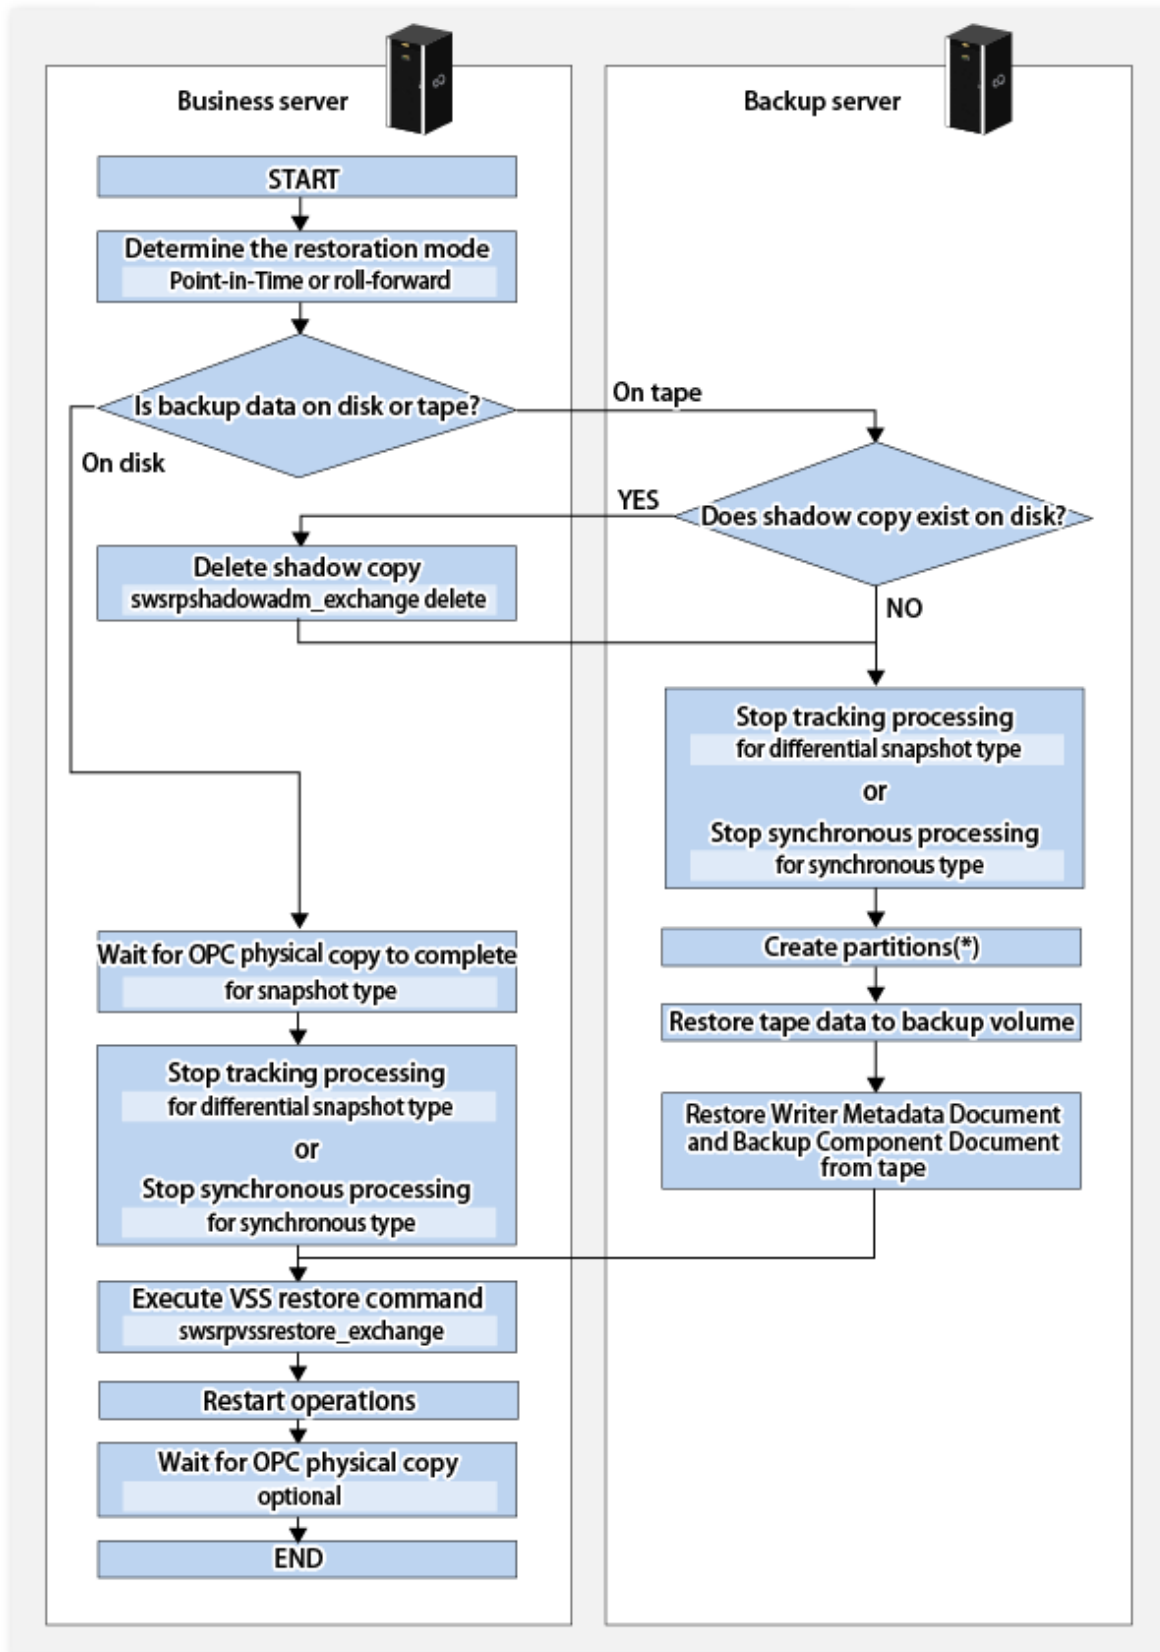 Business server
Backup server
START
Determine the restoration mode
Point-in-Time or roll-forward
Is backup data on disk or tape?
On tape
On disk
Does shadow copy exist on disk?
YES
NO
Delete shadow copy
swsrpshadowadm_exchange delete
Stop tracking processing
for differential snapshot type
or
Stop synchronous processing
for synchronous type
Create partitions(*)
Restore tape data to backup volume
Restore Writer Metadata Document
and Backup Component Document
from tape
Wait for OPC physical copy to complete
for snapshot type
Stop tracking processing
for differential snapshot type
or
Stop synchronous processing
for synchronous type
Execute VSS restore command
swsrpvssrestore_exchange
Restart operations
Wait for OPC physical copy
optional
END